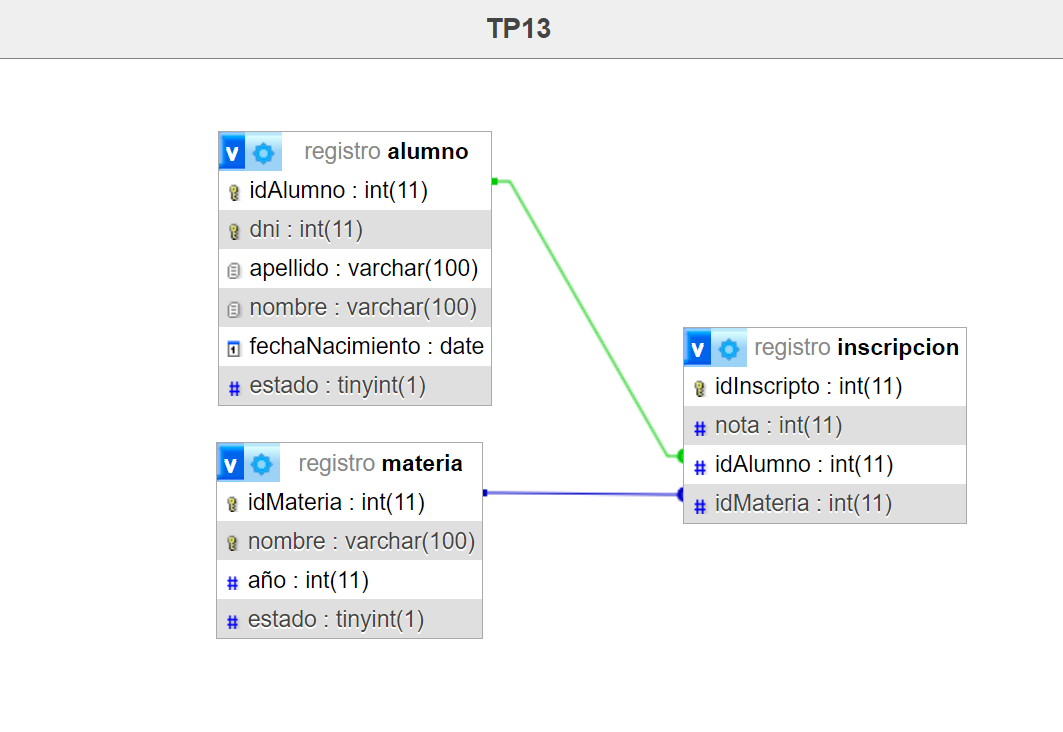 TP13
v registro alumno
idAlumno : int(11)
dni : int(11)
apellido : varchar(100)
nombre : varchar(100)
fechaNacimiento : date
estado : tinyint(1)
v registro materia
idMateria : int(11)
nombre : varchar(100)
año : int(11)
estado : tinyint(1)
v registro inscripcion
idInscripto : int(11)
nota : int(11)
idAlumno : int(11)
idMateria : int(11)